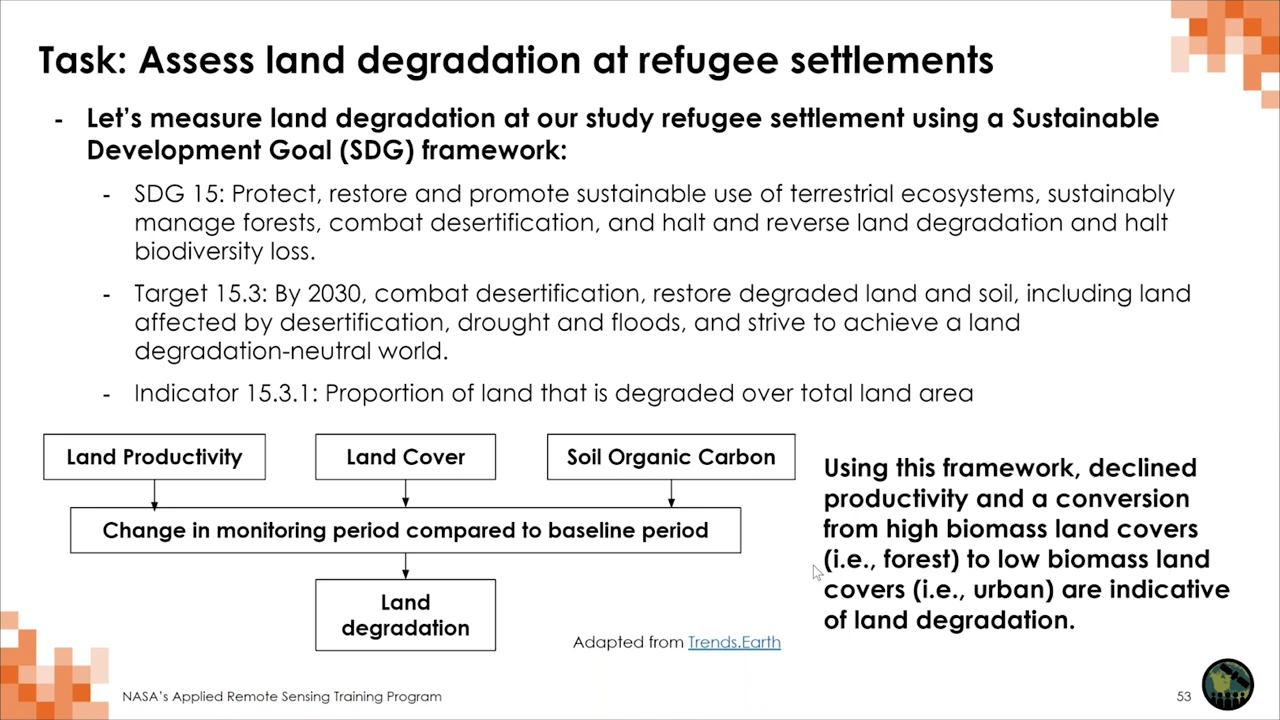 Task: Assess land degradation at refugee settlements
- Let's measure land degradation at our study refugee settlement using a Sustainable
Development Goal (SDG) framework:
- SDG 15: Protect, restore and promote sustainable use of terrestrial ecosystems, sustainably
manage forests, combat desertification, and halt and reverse land degradation and halt
biodiversity loss.
- Target 15.3: By 2030, combat desertification, restore degraded land and soil, including land
affected by desertification, drought and floods, and strive to achieve a land
degradation-neutral world.
- Indicator 15.3.1: Proportion of land that is degraded over total land area
Land Productivity
Land Cover
Soil Organic Carbon
Change in monitoring period compared to baseline period
Land
degradation
Adapted from Trends.Earth
Using this framework, declined
productivity and a conversion
from high biomass land covers
(i.e., forest) to low biomass land
covers (i.e., urban) are indicative
of land degradation.
NASA's Applied Remote Sensing Training Program
53